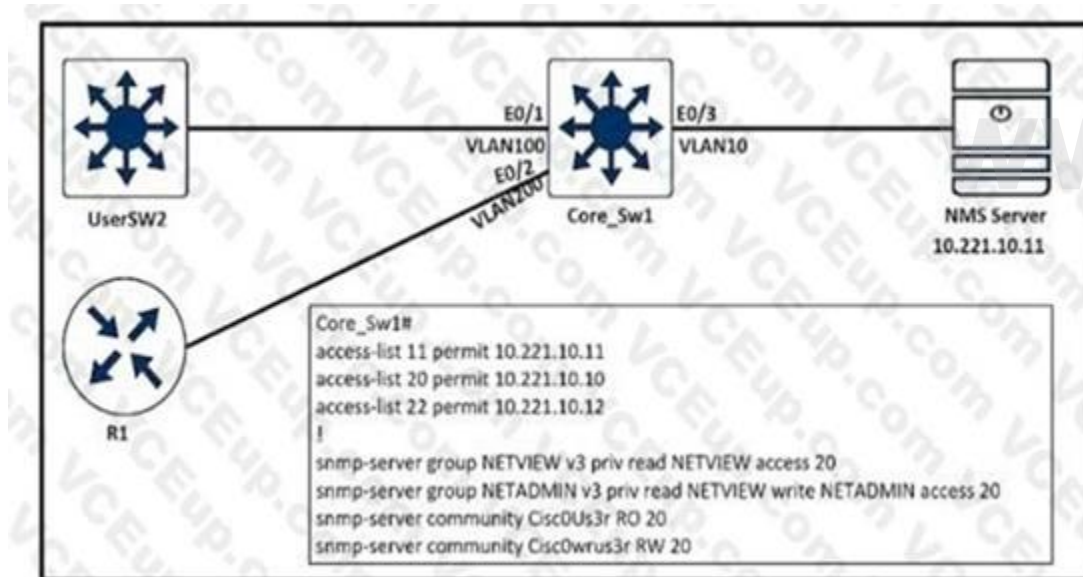 E0/1
E0/3
VLAN100
VLAN10
E0/2
VLAN200
UserSW2
Core_Sw1
NMS Server
10.221.10.11
R1
Core_Sw1#
access-list 11 permit 10.221.10.11
access-list 20 permit 10.221.10.10
access-list 22 permit 10.221.10.12
!
snmp-server group NETVIEW v3 priv read NETVIEW access 20
snmp-server group NETADMIN v3 priv read NETVIEW write NETADMIN access 20
snmp-server community Cisc0Us3r RO 20
snmp-server community Cisc0wrus3r RW 20
VCEup.com